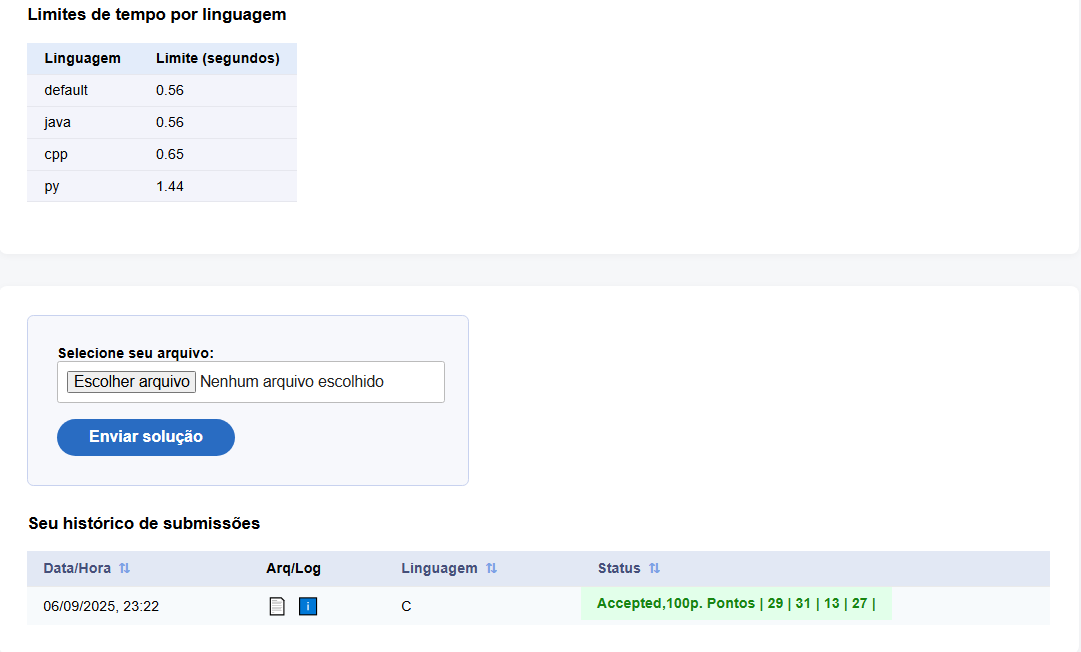 Limites de tempo por linguagem
Linguagem Limite (segundos)
default 0.56
java 0.56
cpp 0.65
py 1.44
Selecione seu arquivo:
Escolher arquivo Nenhum arquivo escolhido
Enviar solução
Seu histórico de submissões
Data/Hora ⇅ Arq/Log Linguagem ⇅ Status ⇅
06/09/2025, 23:22 i C Accepted,100p. Pontos | 29 | 31 | 13 | 27 |